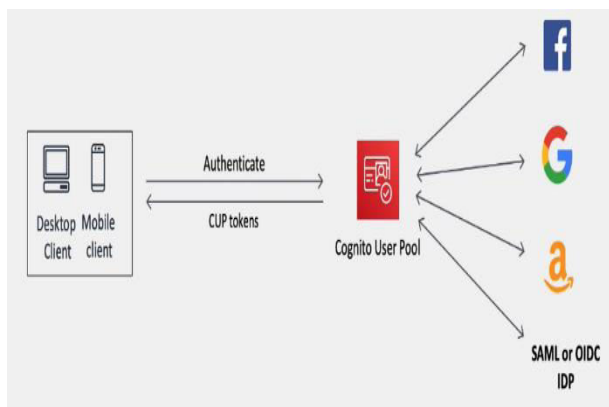 Authenticate
CUP tokens
Desktop Mobile
Client client
Cognito User Pool
SAML or OIDC
IDP